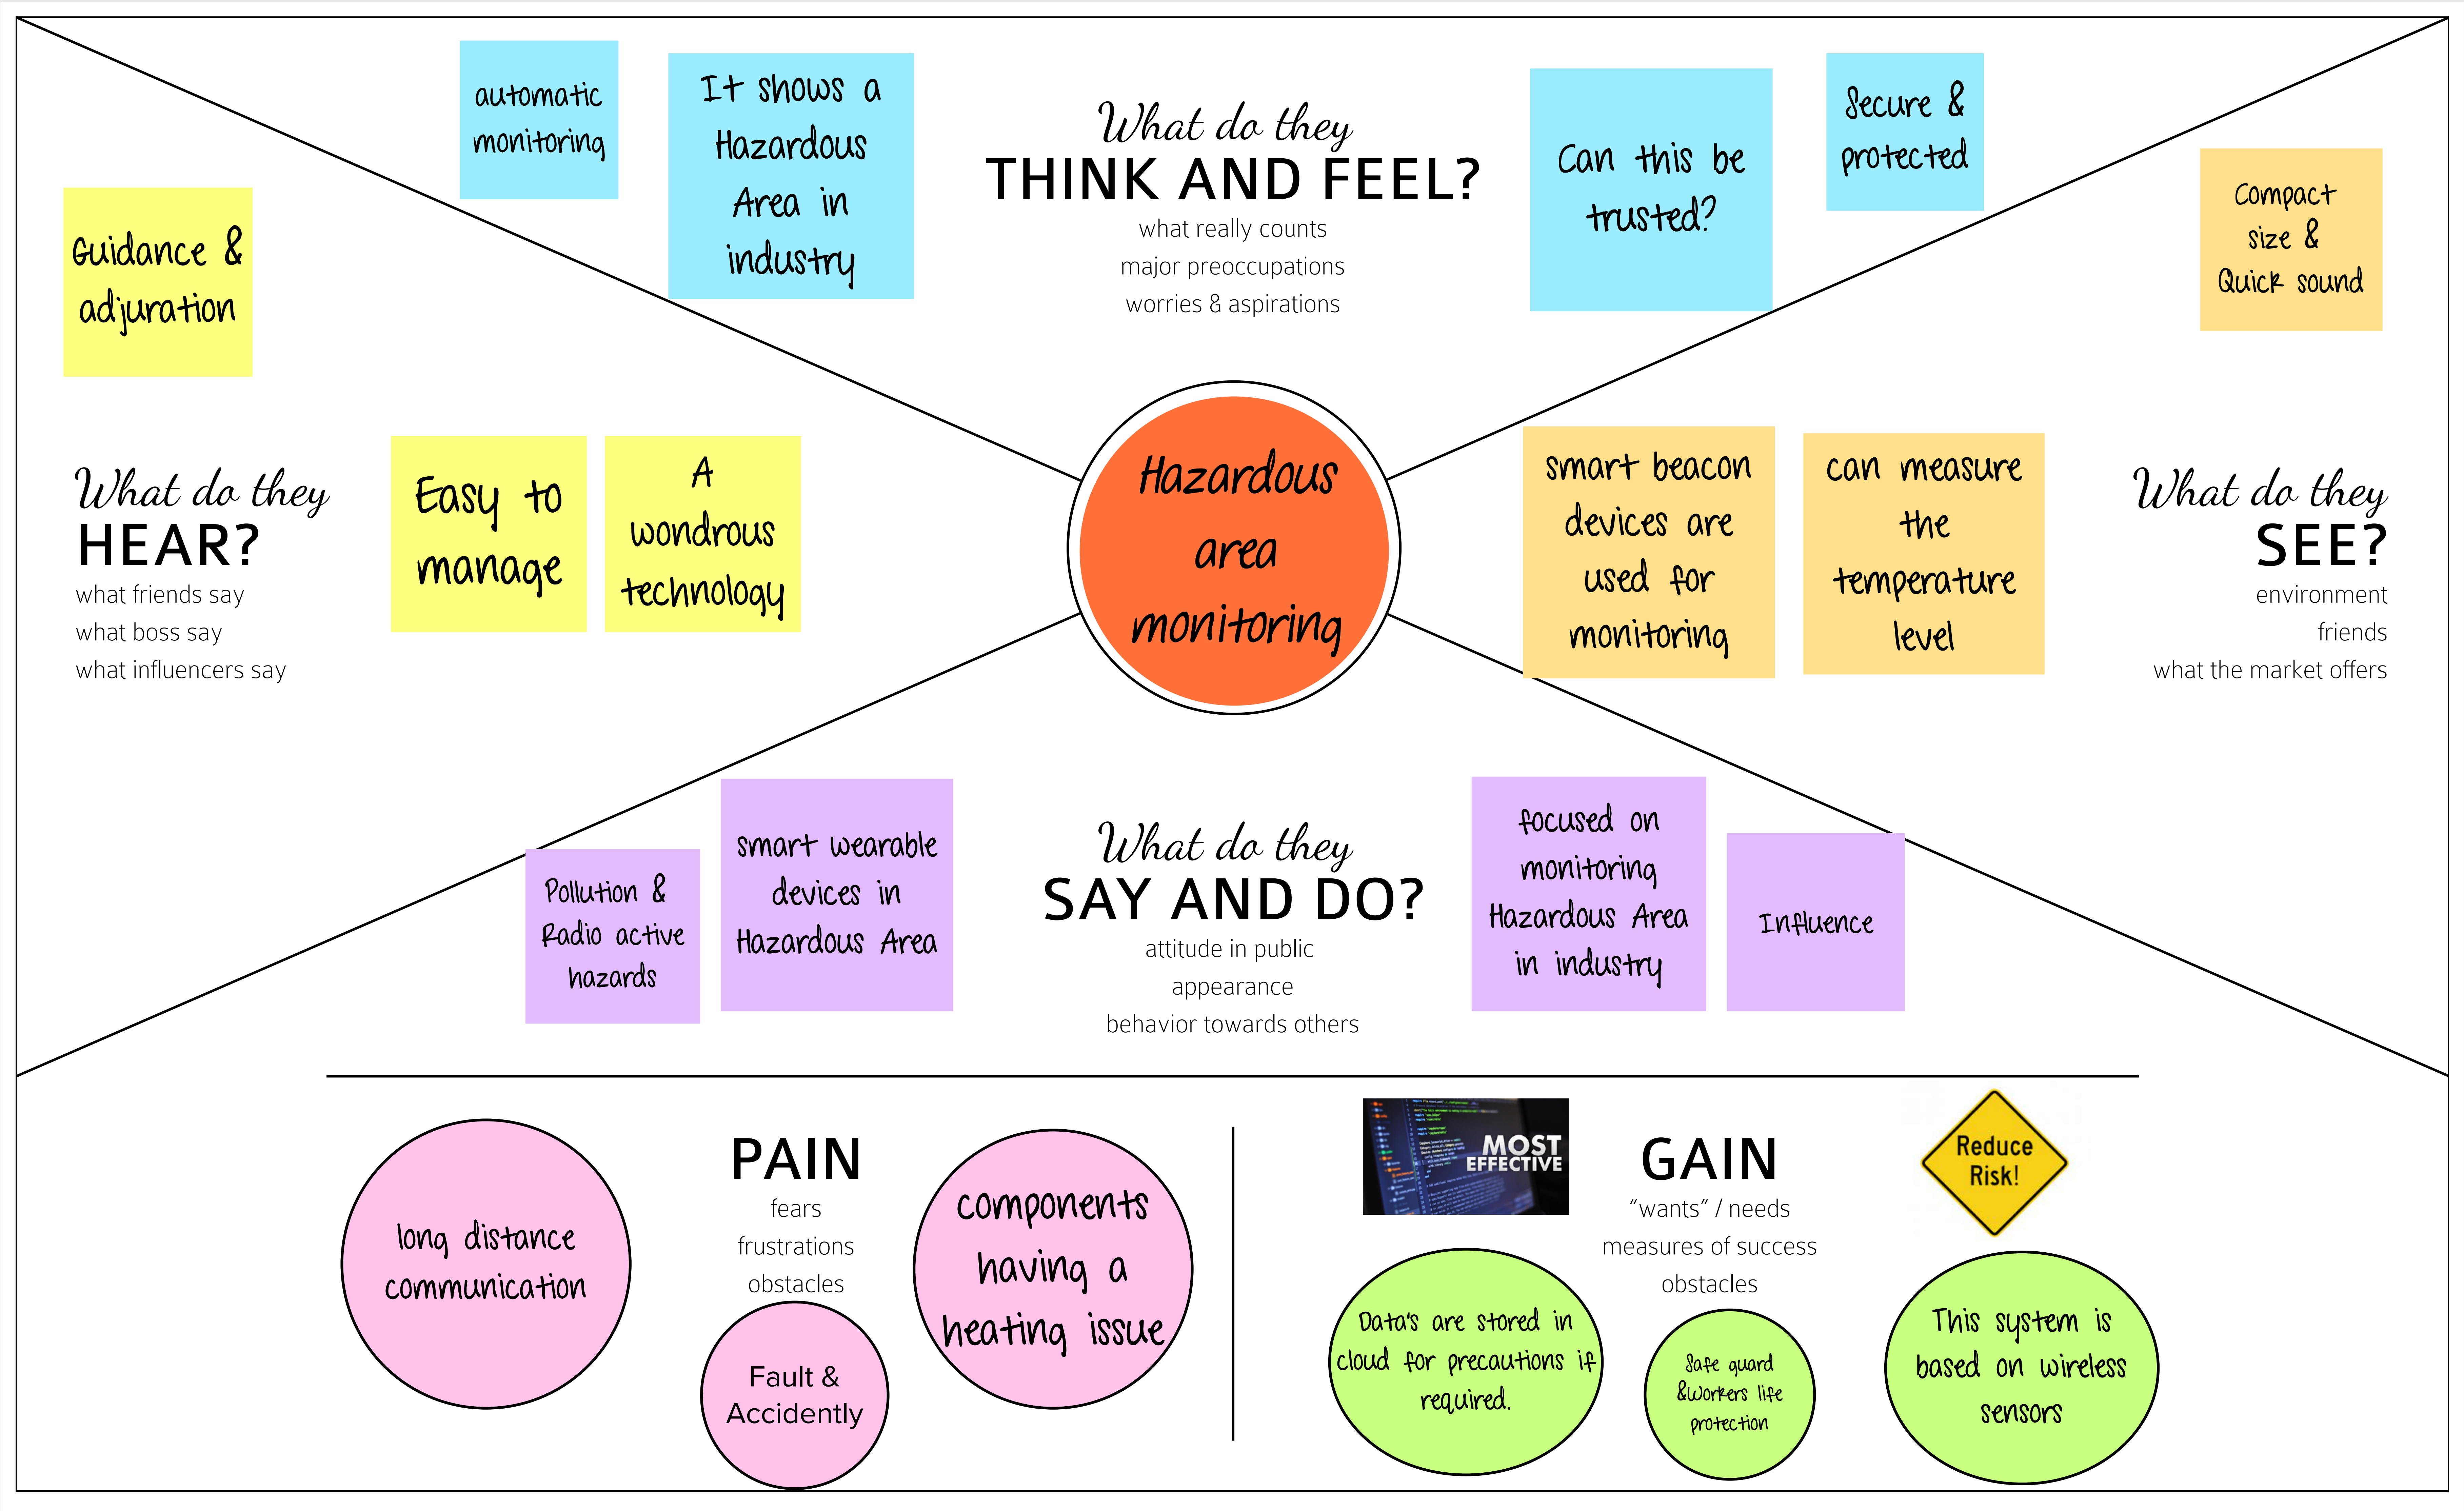 automatic
monitoring
It shows a
Hazardous
Area in
industry
What do they
THINK AND FEEL?
what really counts
major preoccupations
worries & aspirations
Can this be
trusted?
Secure &
protected
Guidance &
adjuration
What do they
HEAR?
what friends say
what boss say
what influencers say
Easy to
manage
A
wondrous
technology
Hazardous
area
monitoring
Compact
size &
Quick sound
smart beacon
devices are
used for
monitoring
can measure
the
temperature
level
What do they
SEE?
environment
friends
what the market offers
Pollution &
Radio active
hazards
smart wearable
devices in
Hazardous Area
What do they
SAY AND DO?
attitude in public
appearance
behavior towards others
focused on
monitoring
Hazardous Area
in industry
Influence
PAIN
fears
frustrations
obstacles
long distance
communication
Fault &
Accidently
components
having a
heating issue
MOST
EFFECTIVE
GAIN
“wants” / needs
measures of success
obstacles
Reduce
Risk!
Data's are stored in
cloud for precautions if
required.
Safe guard
&Workers life
protection
This system is
based on wireless
sensors